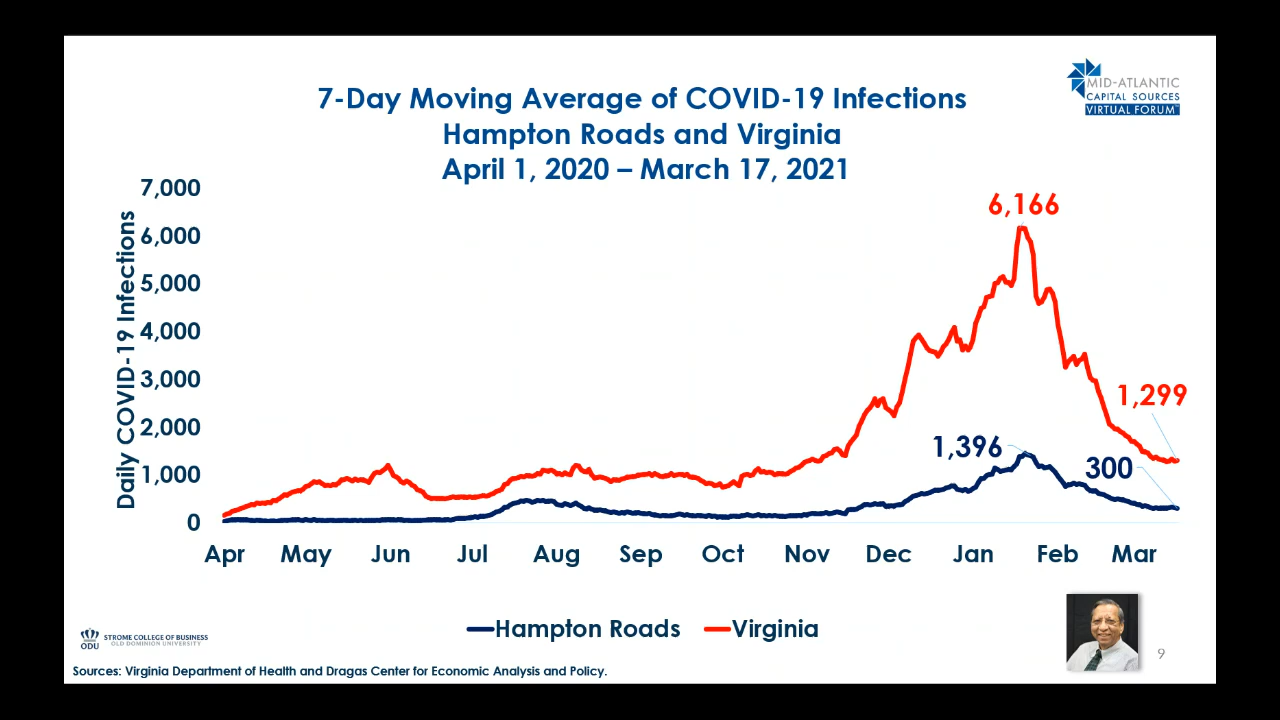 7-Day Moving Average of COVID-19 Infections
Hampton Roads and Virginia
April 1, 2020 – March 17, 2021
MID-ATLANTIC
CAPITAL SOURCES
VIRTUAL FORUM
Daily COVID-19 Infections
7,000
6,000
5,000
4,000
3,000
2,000
1,000
0
6,166
1,299
1,396
300
Apr May Jun Jul Aug Sep Oct Nov Dec Jan Feb Mar
Hampton Roads Virginia
ODU
STROME COLLEGE OF BUSINESS
OLD DOMINION UNIVERSITY
9
Sources: Virginia Department of Health and Dragas Center for Economic Analysis and Policy.